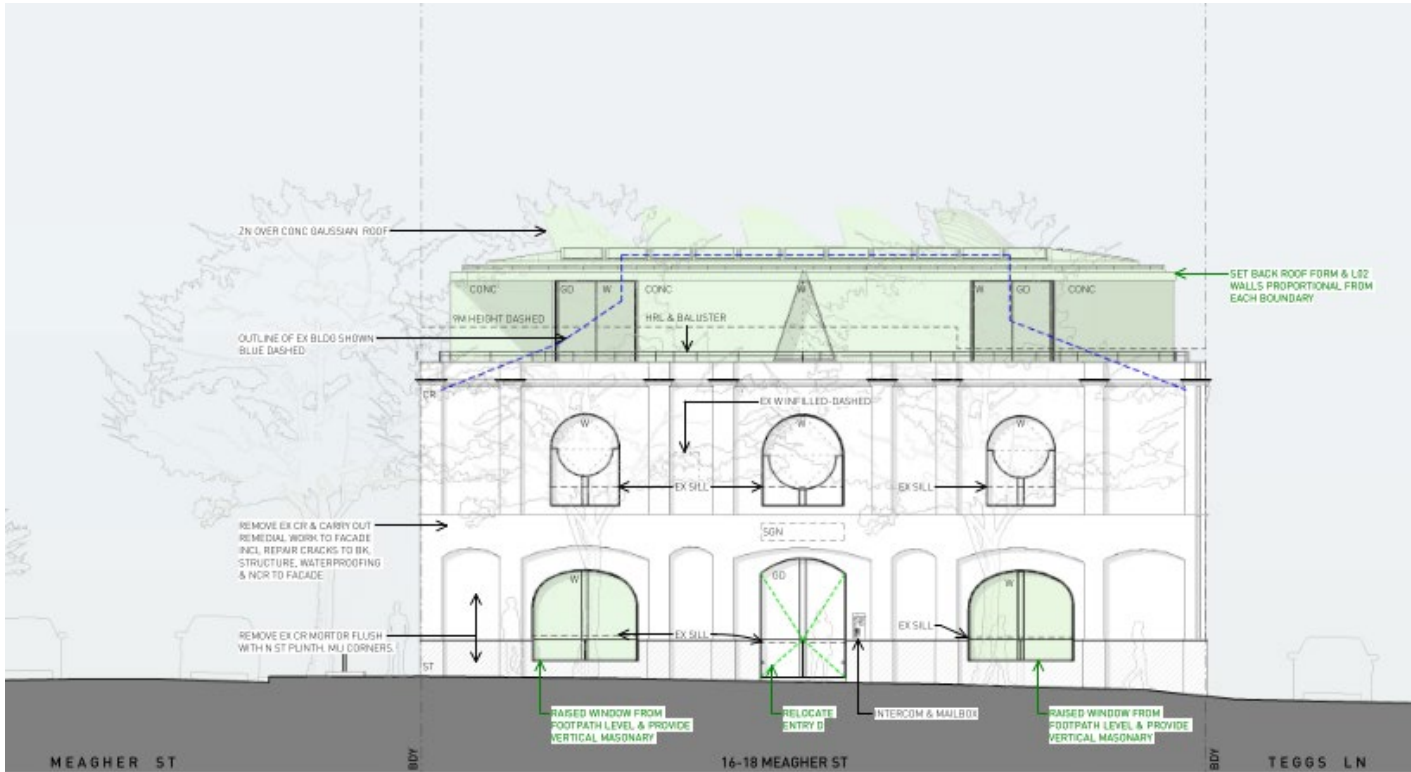 ZN OVER CONC GAUSSIAN ROOF
SET BACK ROOF FORM & L02
WALLS PROPORTIONAL FROM
EACH BOUNDARY
CONC
GD
W
CONC
W
W
GD
CONC
9M HEIGHT DASHED
HRL & BALUSTER
OUTLINE OF EX BLDG SHOWN
BLUE DASHED
CR
EX W INFILLED-DASHED
W
W
W
EX SILL
EX SILL
REMOVE EX CR & CARRY OUT
REMEDIAL WORK TO FACADE
INCL REPAIR CRACKS TO BK,
STRUCTURE, WATERPROOFING
& NCR TO FACADE
SGN
GD
W
W
EX SILL
EX SILL
REMOVE EX CR MORTOR FLUSH
WITH N ST PLINTH. MU CORNERS.
ST
RAISED WINDOW FROM
FOOTPATH LEVEL & PROVIDE
VERTICAL MASONARY
RELOCATE
ENTRY D
INTERCOM & MAILBOX
RAISED WINDOW FROM
FOOTPATH LEVEL & PROVIDE
VERTICAL MASONARY
MEAGHER ST
BDY
16-18 MEAGHER ST
BDY
TEGGS LN